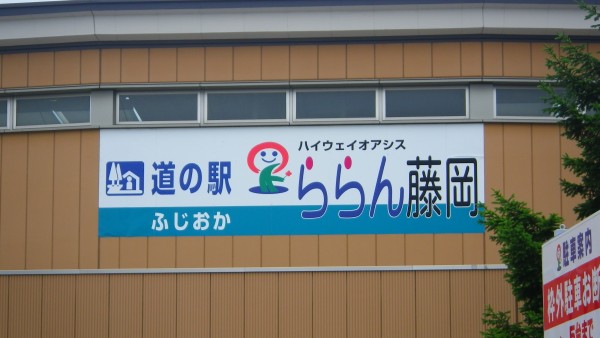 道の駅
ふじおか
ハイウェイオアシス
ららん藤岡
駐車案内
枠外駐車お断